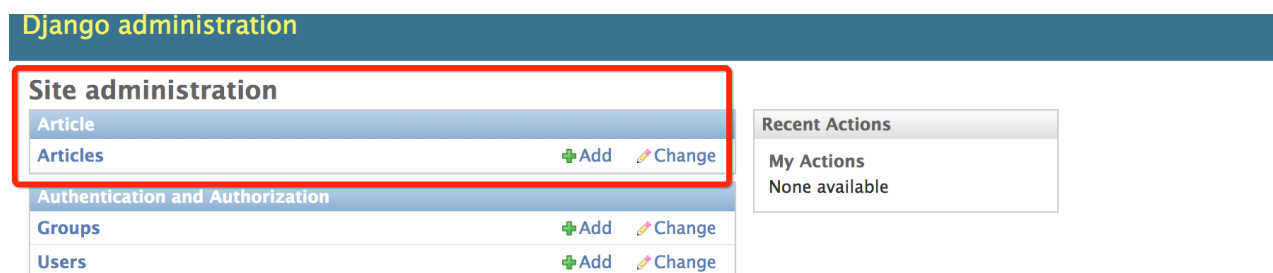 Django administration
Site administration
Article
Articles Add Change
Authentication and Authorization
Groups Add Change
Users Add Change
Recent Actions
My Actions
None available